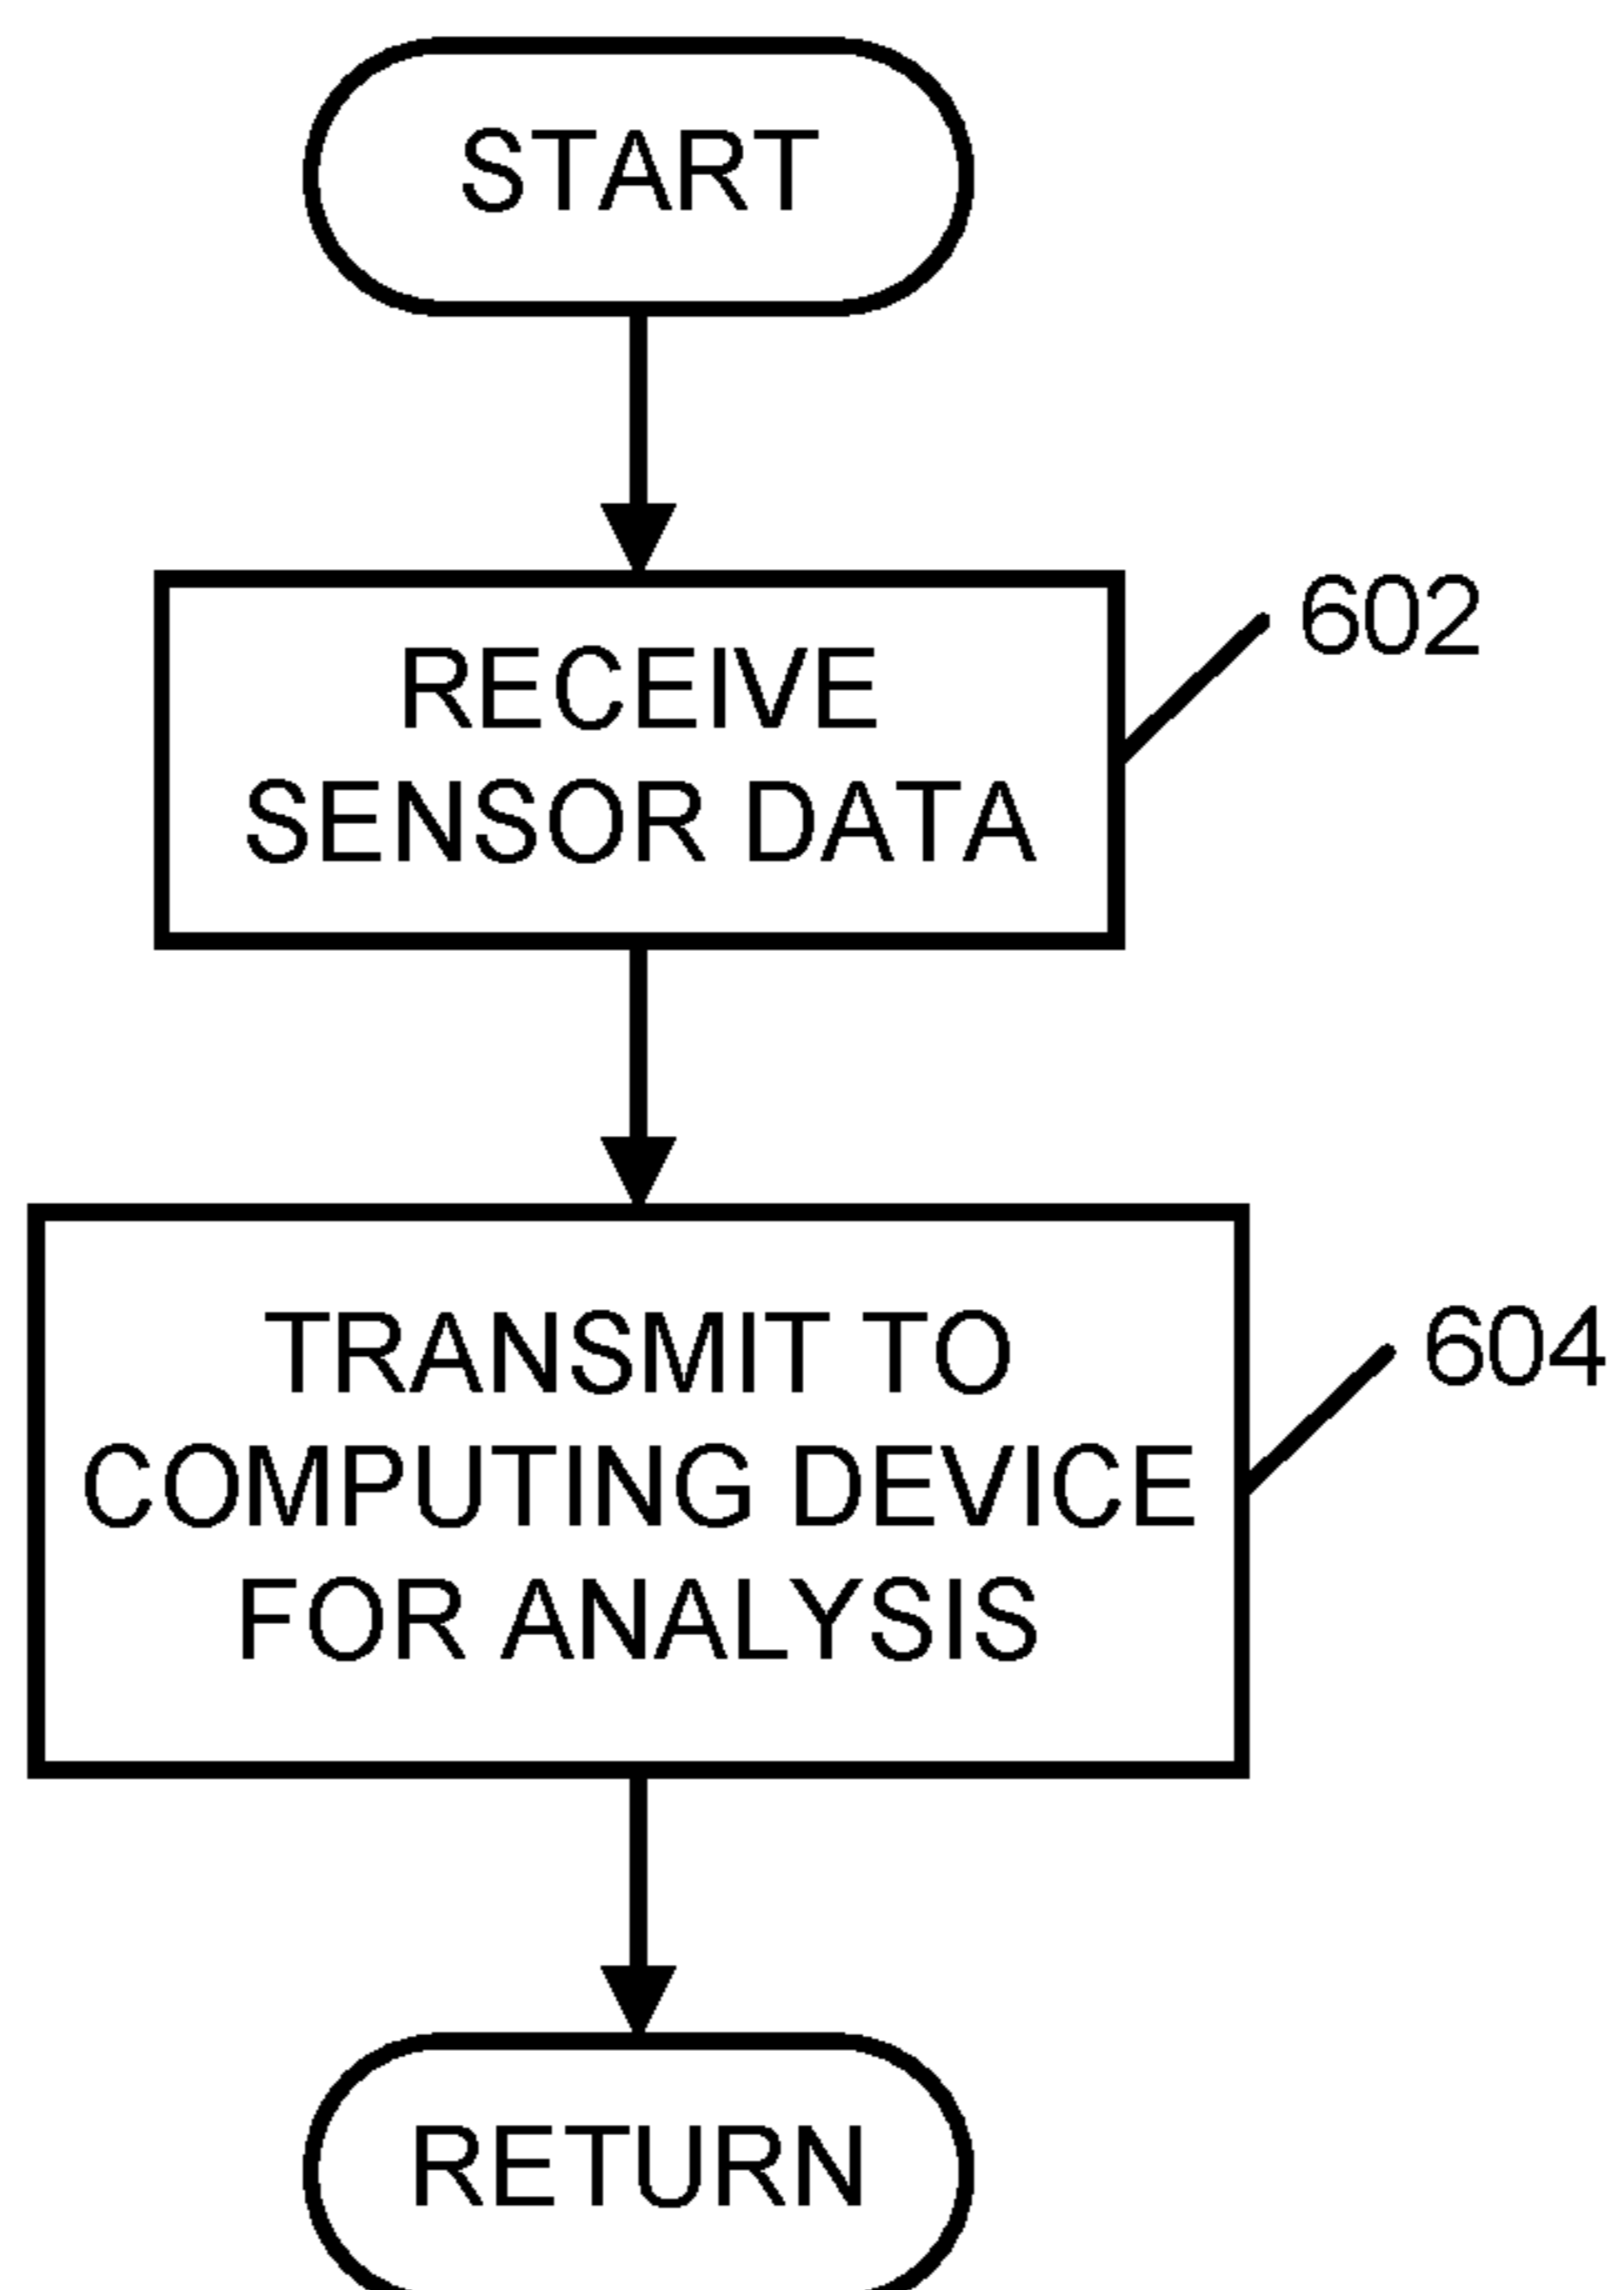 START
RECEIVE
SENSOR DATA
602
TRANSMIT TO
COMPUTING DEVICE
FOR ANALYSIS
604
RETURN